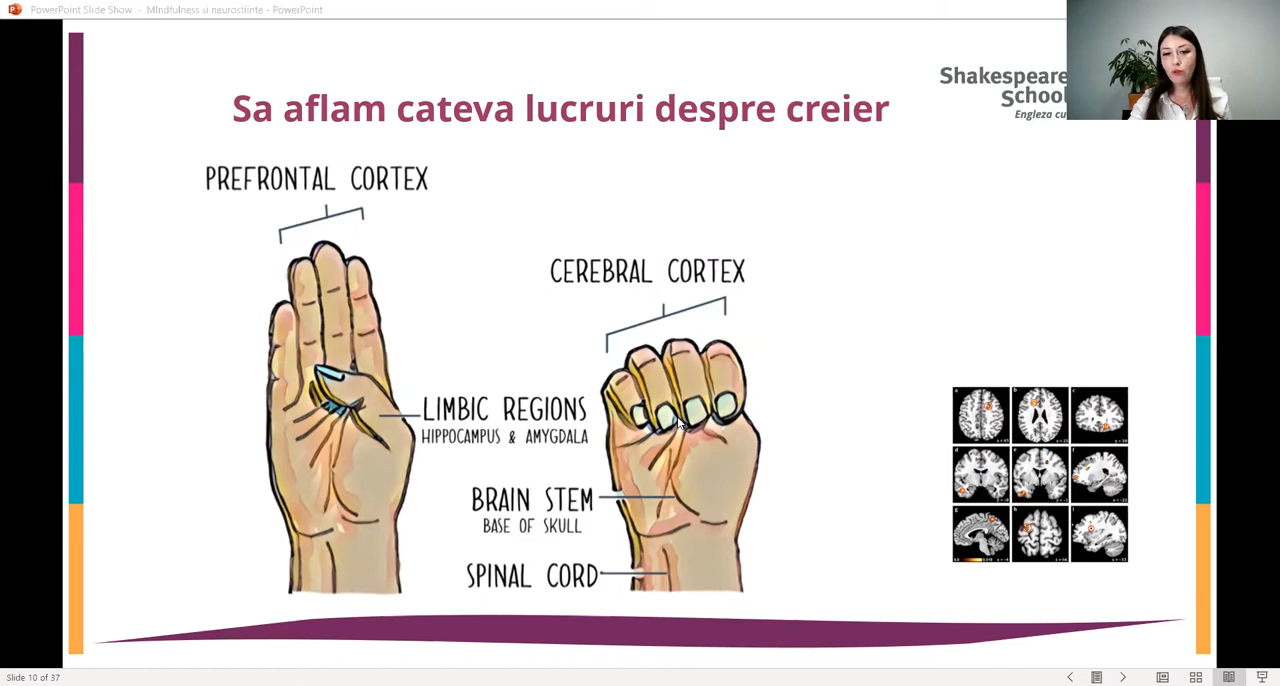 PowerPoint Slide Show - MIndfulness si neurostiinte - PowerPoint
Shakespeare
School
Engleza cu
Sa aflam cateva lucruri despre creier
PREFRONTAL CORTEX
CEREBRAL CORTEX
LIMBIC REGIONS
HIPPOCAMPUS & AMYGDALA
BRAIN STEM
BASE OF SKULL
SPINAL CORD
Slide 10 of 37